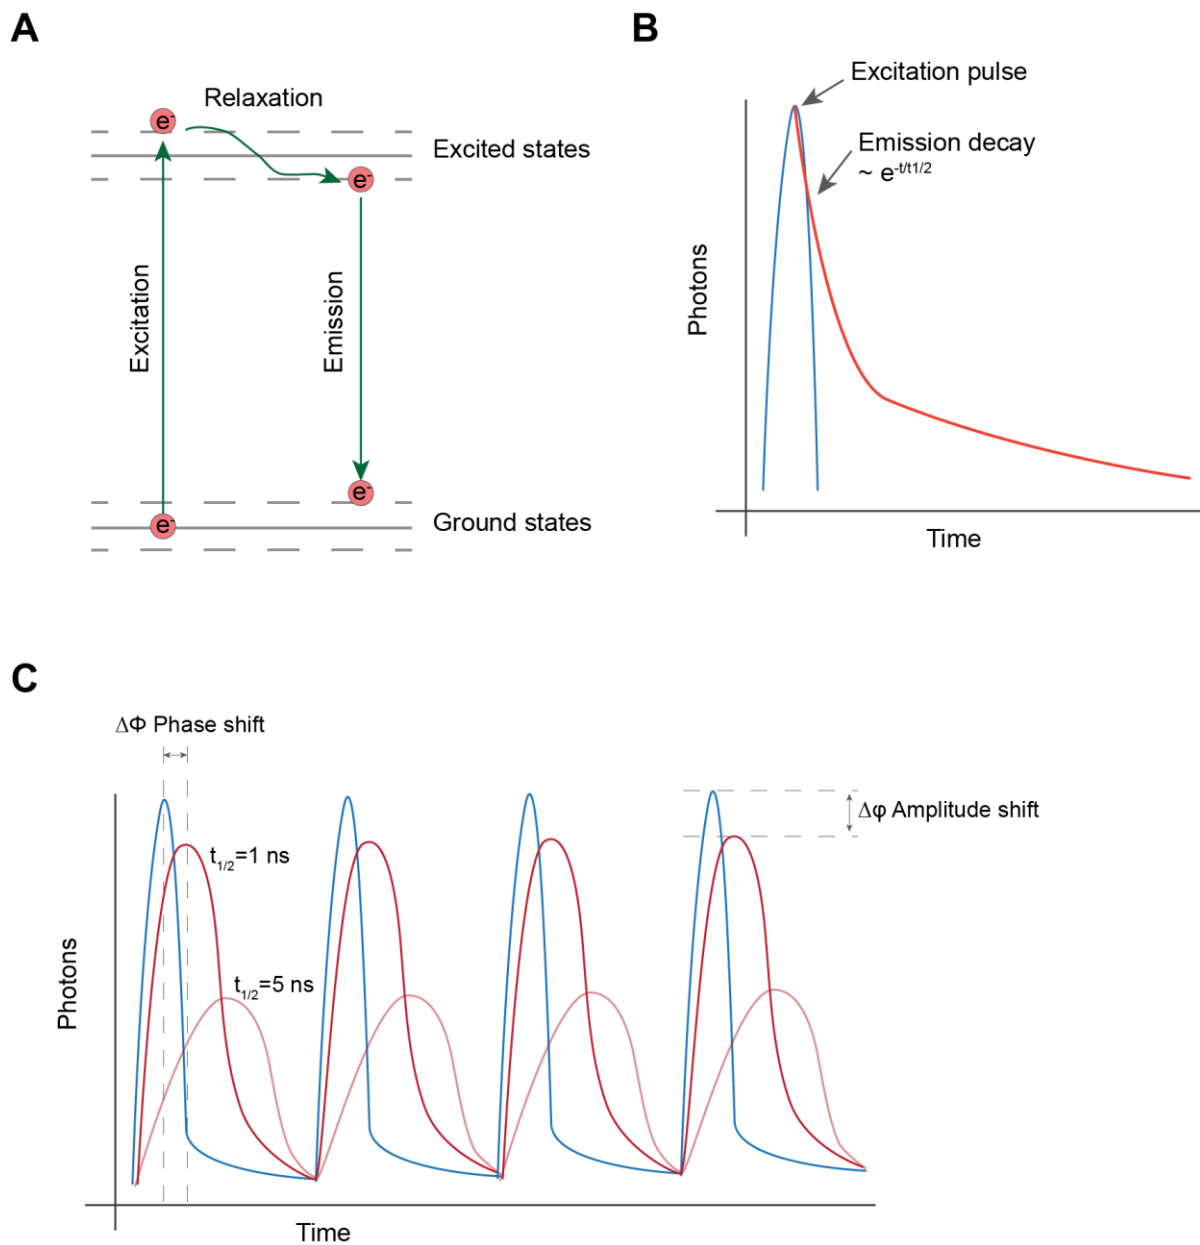 A
Relaxation
e-
Excited states
e-
Excitation
Emission
e-
Ground states
e-
B
Excitation pulse
Emission decay
~ e-t/t1/2
Photons
Time
C
ΔΦ Phase shift
Δφ Amplitude shift
t1/2=1 ns
t1/2=5 ns
Photons
Time